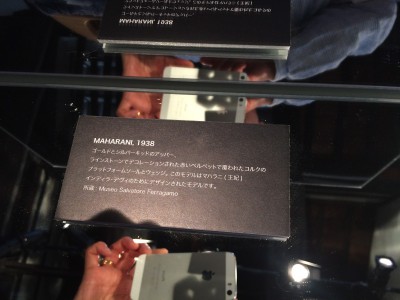 MAHARANI, 1938
ゴールドとシルバーキッドのアッパー、
ラインストーンでデコレーションされた赤いベルベットで覆われたコルクの
プラットフォームソールとウェッジ。このモデルはマハラニ [ 王妃 ]
インディラ・デヴィのためにデザインされたモデルです。
所蔵 : Museo Salvatore Ferragamo